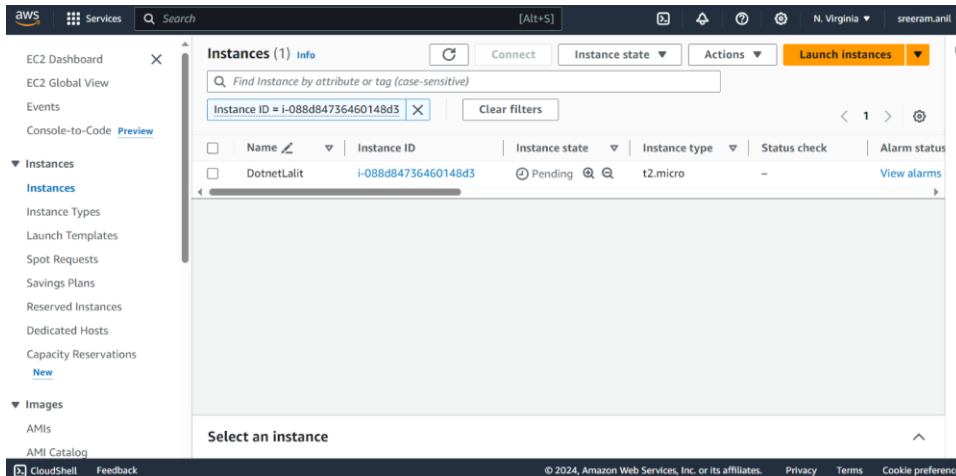 aws Services Search [Alt+S] N. Virginia ▼ sreeram.anil
EC2 Dashboard
EC2 Global View
Events
Console-to-Code Preview
Instances
Instances
Instance Types
Launch Templates
Spot Requests
Savings Plans
Reserved Instances
Dedicated Hosts
Capacity Reservations
New
Images
AMIs
AMI Catalog
Instances (1) Info Connect Instance state ▼ Actions ▼ Launch instances ▼
Find Instance by attribute or tag (case-sensitive)
Instance ID = i-088d84736460148d3 Clear filters
1
Name Instance ID Instance state Instance type Status check Alarm status
DotnetLalit i-088d84736460148d3 Pending t2.micro – View alarms
Select an instance
CloudShell Feedback © 2024, Amazon Web Services, Inc. or its affiliates. Privacy Terms Cookie preferenc